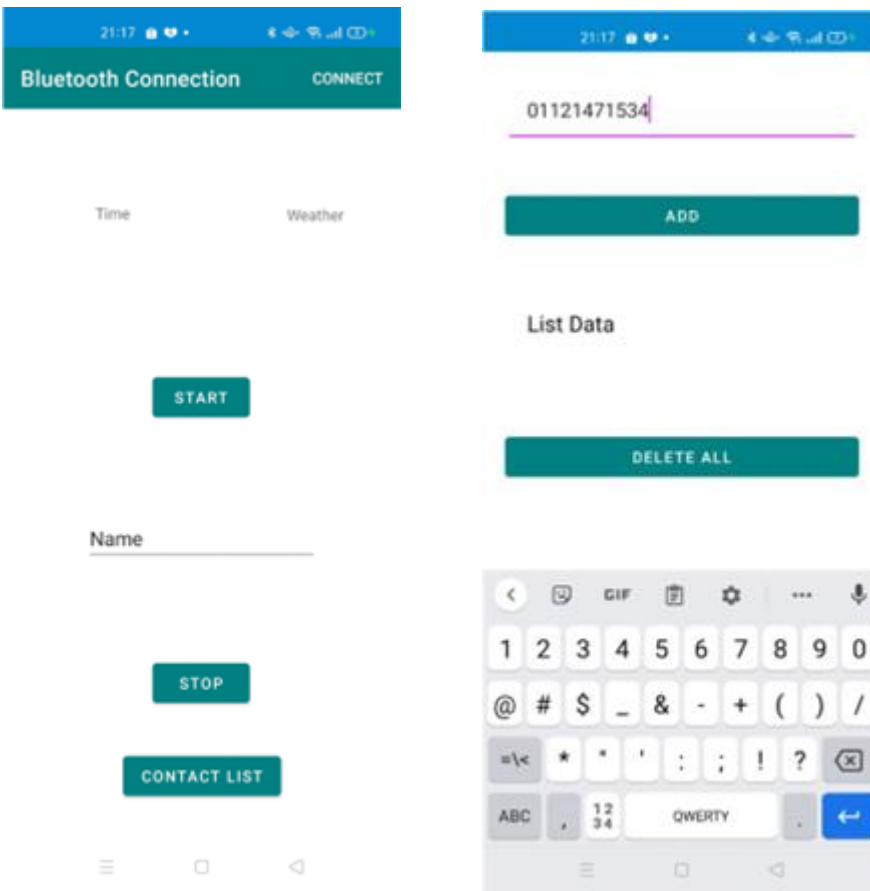 21:17
Bluetooth Connection CONNECT
Time Weather
START
Name
STOP
CONTACT LIST
21:17
01121471534
ADD
List Data
DELETE ALL
GIF
1 2 3 4 5 6 7 8 9 0
@ # $ _ & - + ( ) /
=\< * " ' : ; ! ? 
ABC , 12 34 QWERTY .